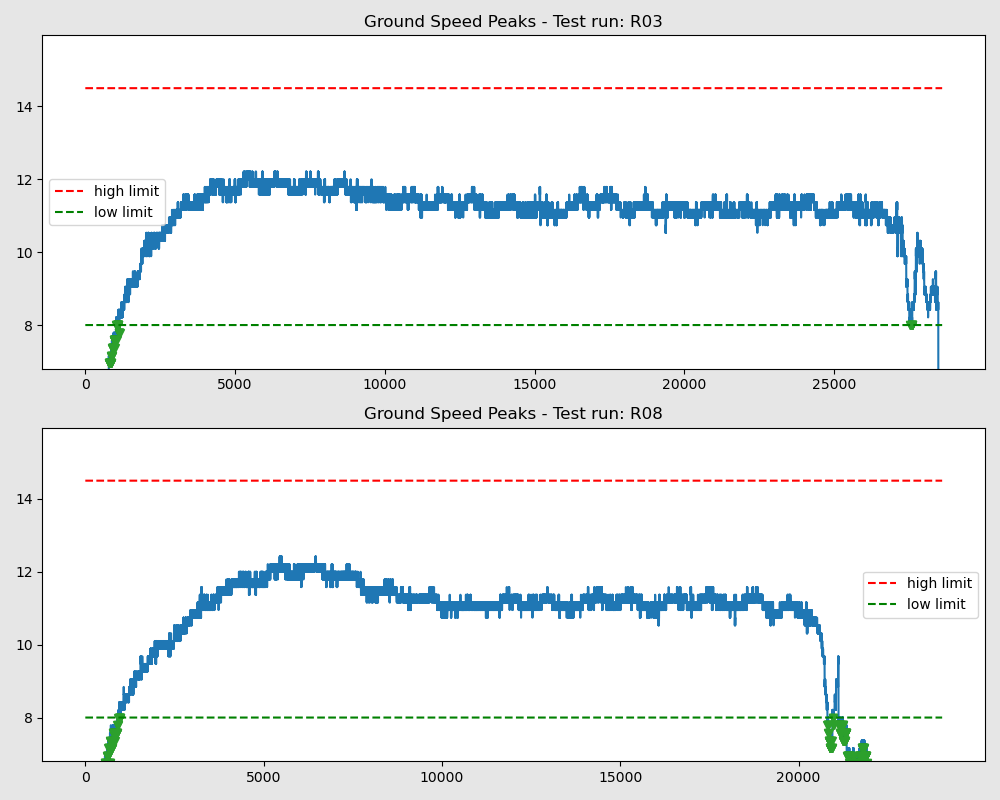 Ground Speed Peaks - Test run: R03
14
12
10
8
high limit
low limit
0 5000 10000 15000 20000 25000
Ground Speed Peaks - Test run: R08
14
12
10
8
high limit
low limit
0 5000 10000 15000 20000